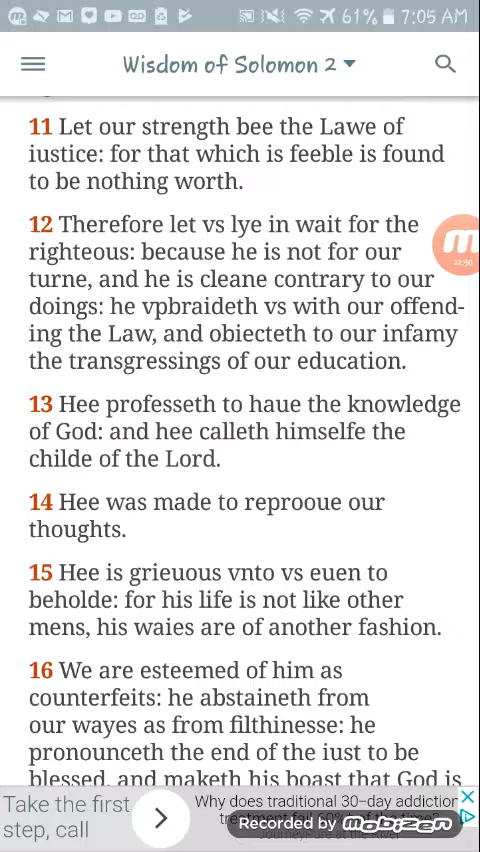 61% 7:05 AM
Wisdom of Solomon 2
11 Let our strength bee the Lawe of
iustice: for that which is feeble is found
to be nothing worth.
12 Therefore let vs lye in wait for the
righteous: because he is not for our
turne, and he is cleane contrary to our
doings: he vpbraideth vs with our offend-
ing the Law, and obiecteth to our infamy
the transgressings of our education.
22:50
13 Hee professeth to haue the knowledge
of God: and hee calleth himselfe the
childe of the Lord.
14 Hee was made to reprooue our
thoughts.
15 Hee is grieuous vnto vs euen to
beholde: for his life is not like other
mens, his waies are of another fashion.
16 We are esteemed of him as
counterfeits: he abstaineth from
our wayes as from filthinesse: he
pronounceth the end of the iust to be
blessed, and maketh his boast that God is
Take the first
step, call
Why does traditional 30-day addiction
treatment fail of the time?
Recorded by mobizen